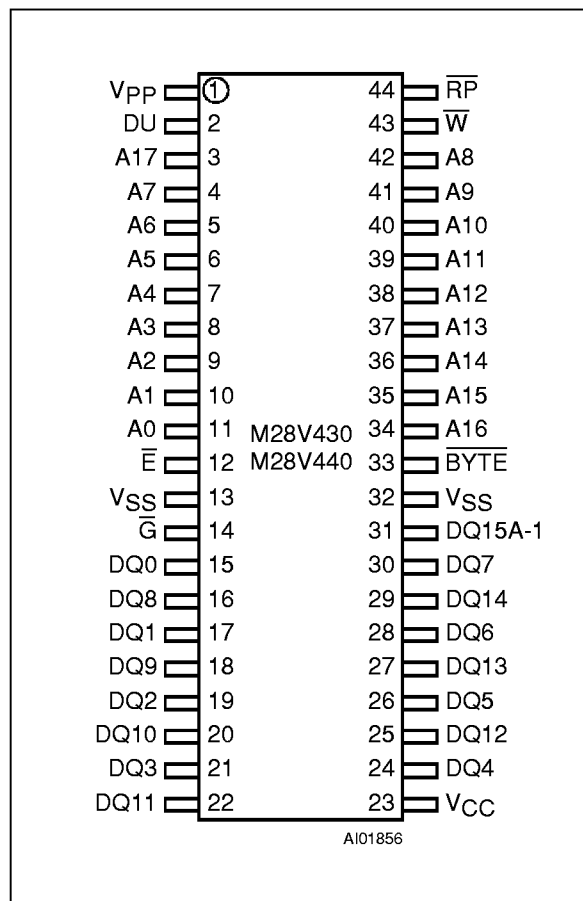 VPP 1 44 R̅P̅
DU 2 43 W̅
A17 3 42 A8
A7 4 41 A9
A6 5 40 A10
A5 6 39 A11
A4 7 38 A12
A3 8 37 A13
A2 9 36 A14
A1 10 35 A15
A0 11 M28V430 34 A16
E̅ 12 M28V440 33 B̅Y̅T̅E̅
VSS 13 32 VSS
G̅ 14 31 DQ15A-1
DQ0 15 30 DQ7
DQ8 16 29 DQ14
DQ1 17 28 DQ6
DQ9 18 27 DQ13
DQ2 19 26 DQ5
DQ10 20 25 DQ12
DQ3 21 24 DQ4
DQ11 22 23 VCC
AI01856